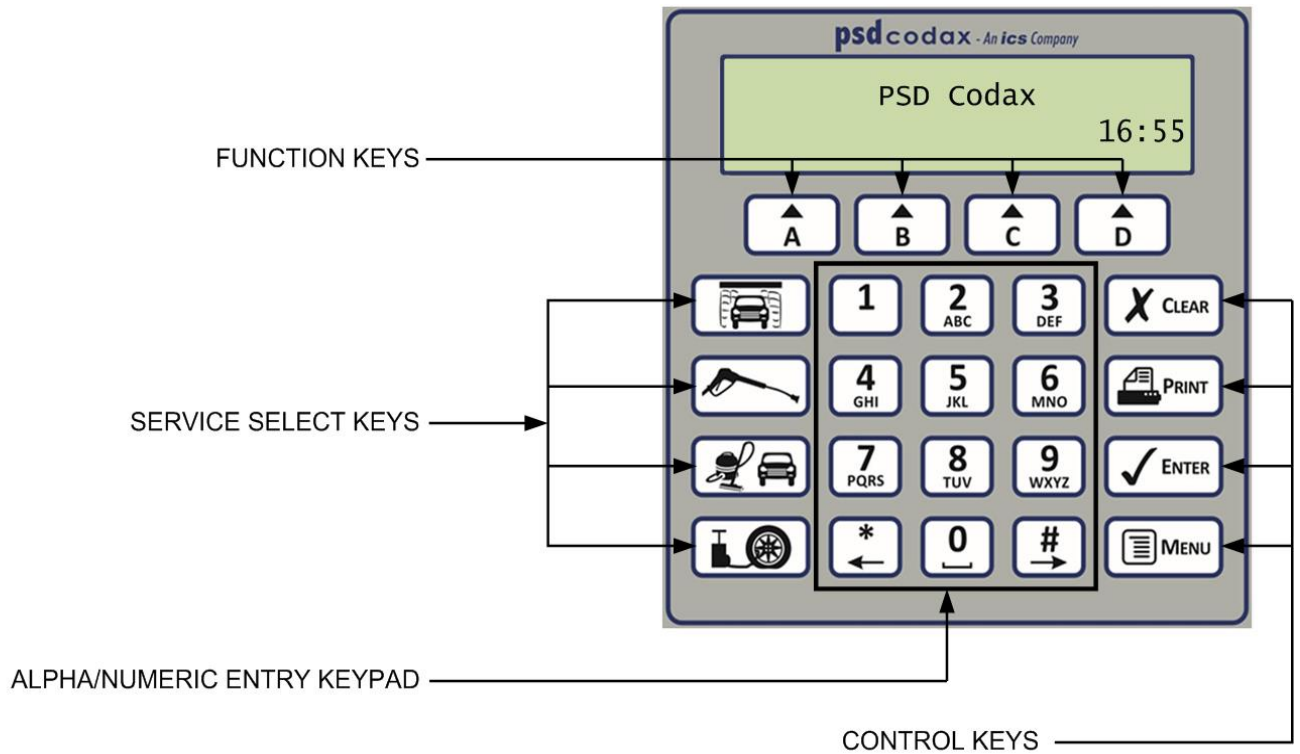 psd codax - An ics Company
PSD Codax
16:55
FUNCTION KEYS
A B C D
1 2 ABC 3 DEF X CLEAR
4 GHI 5 JKL 6 MNO PRINT
SERVICE SELECT KEYS
7 PQRS 8 TUV 9 WXYZ ENTER
* 0 # MENU
ALPHA/NUMERIC ENTRY KEYPAD
CONTROL KEYS